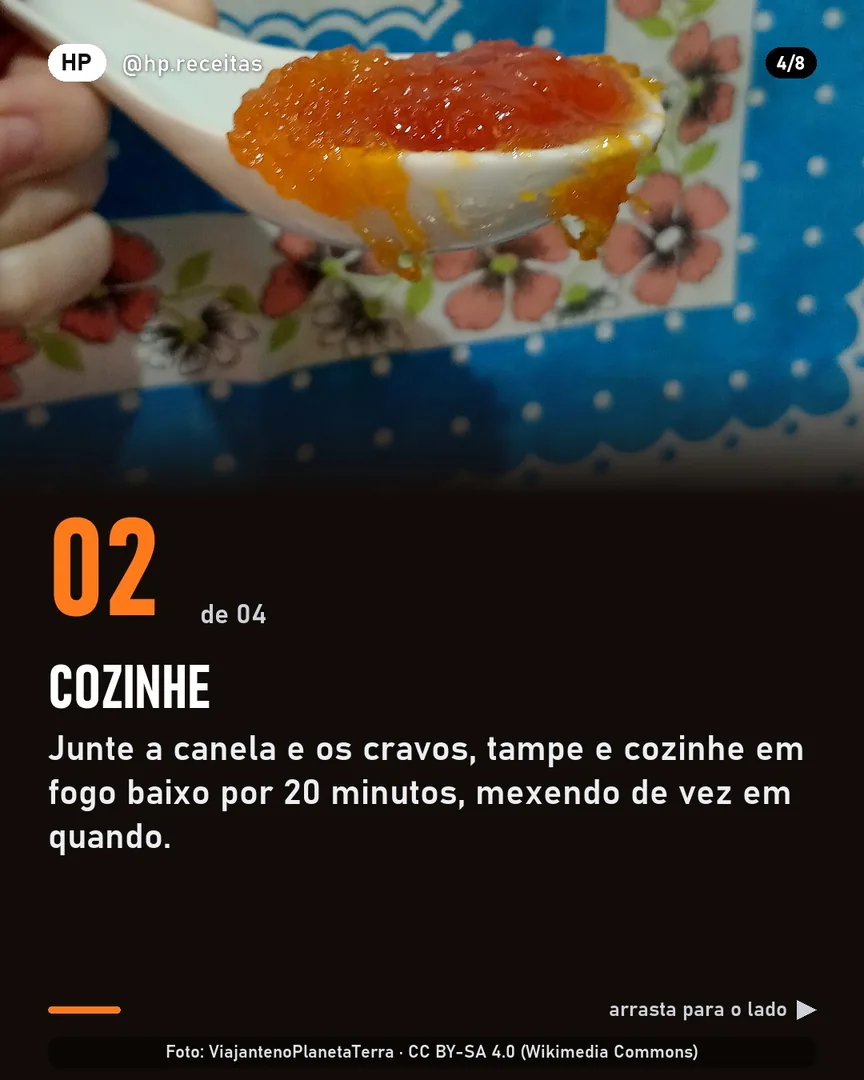 HP @hp.receitas 4/8
02 de 04
COZINHE
Junte a canela e os cravos, tampe e cozinhe em
fogo baixo por 20 minutos, mexendo de vez em
quando.
arrasta para o lado ▶
Foto: ViajantenoPlanetaTerra · CC BY-SA 4.0 (Wikimedia Commons)